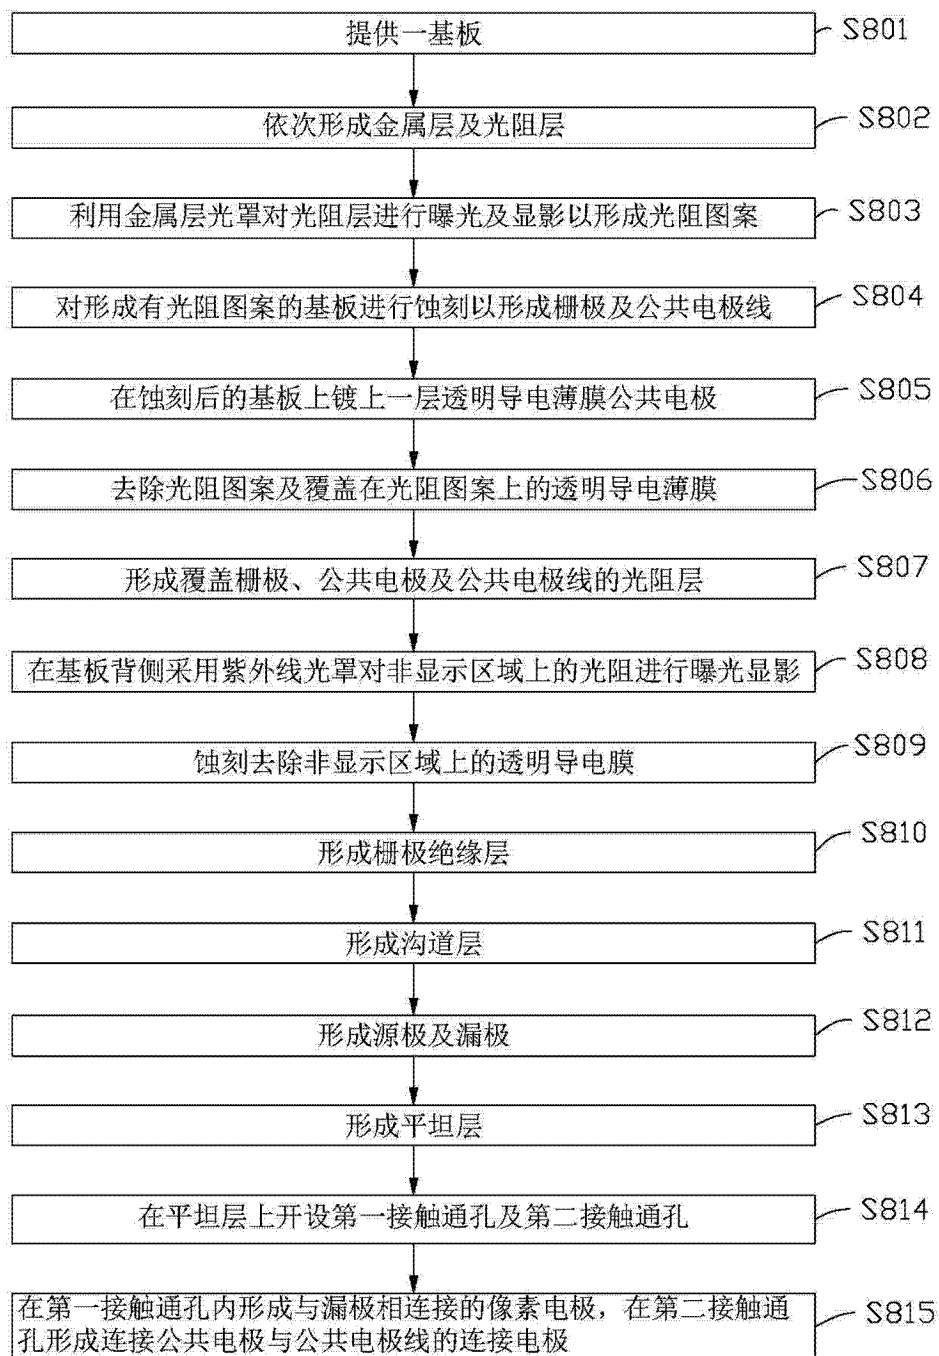 提供一基板 S801
依次形成金属层及光阻层 S802
利用金属层光罩对光阻层进行曝光及显影以形成光阻图案 S803
对形成有光阻图案的基板进行蚀刻以形成栅极及公共电极线 S804
在蚀刻后的基板上镀上一层透明导电薄膜公共电极 S805
去除光阻图案及覆盖在光阻图案上的透明导电薄膜 S806
形成覆盖栅极、公共电极及公共电极线的光阻层 S807
在基板背侧采用紫外线光罩对非显示区域上的光阻进行曝光显影 S808
蚀刻去除非显示区域上的透明导电膜 S809
形成栅极绝缘层 S810
形成沟道层 S811
形成源极及漏极 S812
形成平坦层 S813
在平坦层上开设第一接触通孔及第二接触通孔 S814
在第一接触通孔内形成与漏极相连接的像素电极，在第二接触通 S815
孔形成连接公共电极与公共电极线的连接电极